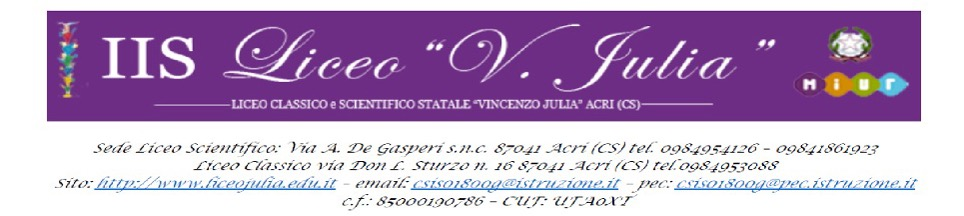 IIS Liceo “V. Julia”
MIUR
LICEO CLASSICO e SCIENTIFICO STATALE “VINCENZO JULIA” ACRI (CS)
Sede Liceo Scientifico: Via A. De Gasperi s.n.c. 87041 Acri (CS) tel. 0984954126 – 09841861923
Liceo Classico via Don L. Sturzo n. 16 87041 Acri (CS) tel.0984953088
Sito: http://www.liceojulia.edu.it – email: csis01800g@istruzione.it – pec: csis01800g@pec.istruzione.it
c.f.: 85000190786 – CUF: UFA0XT